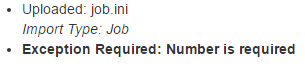 Uploaded: job.ini
Import Type: Job
Exception Required: Number is required